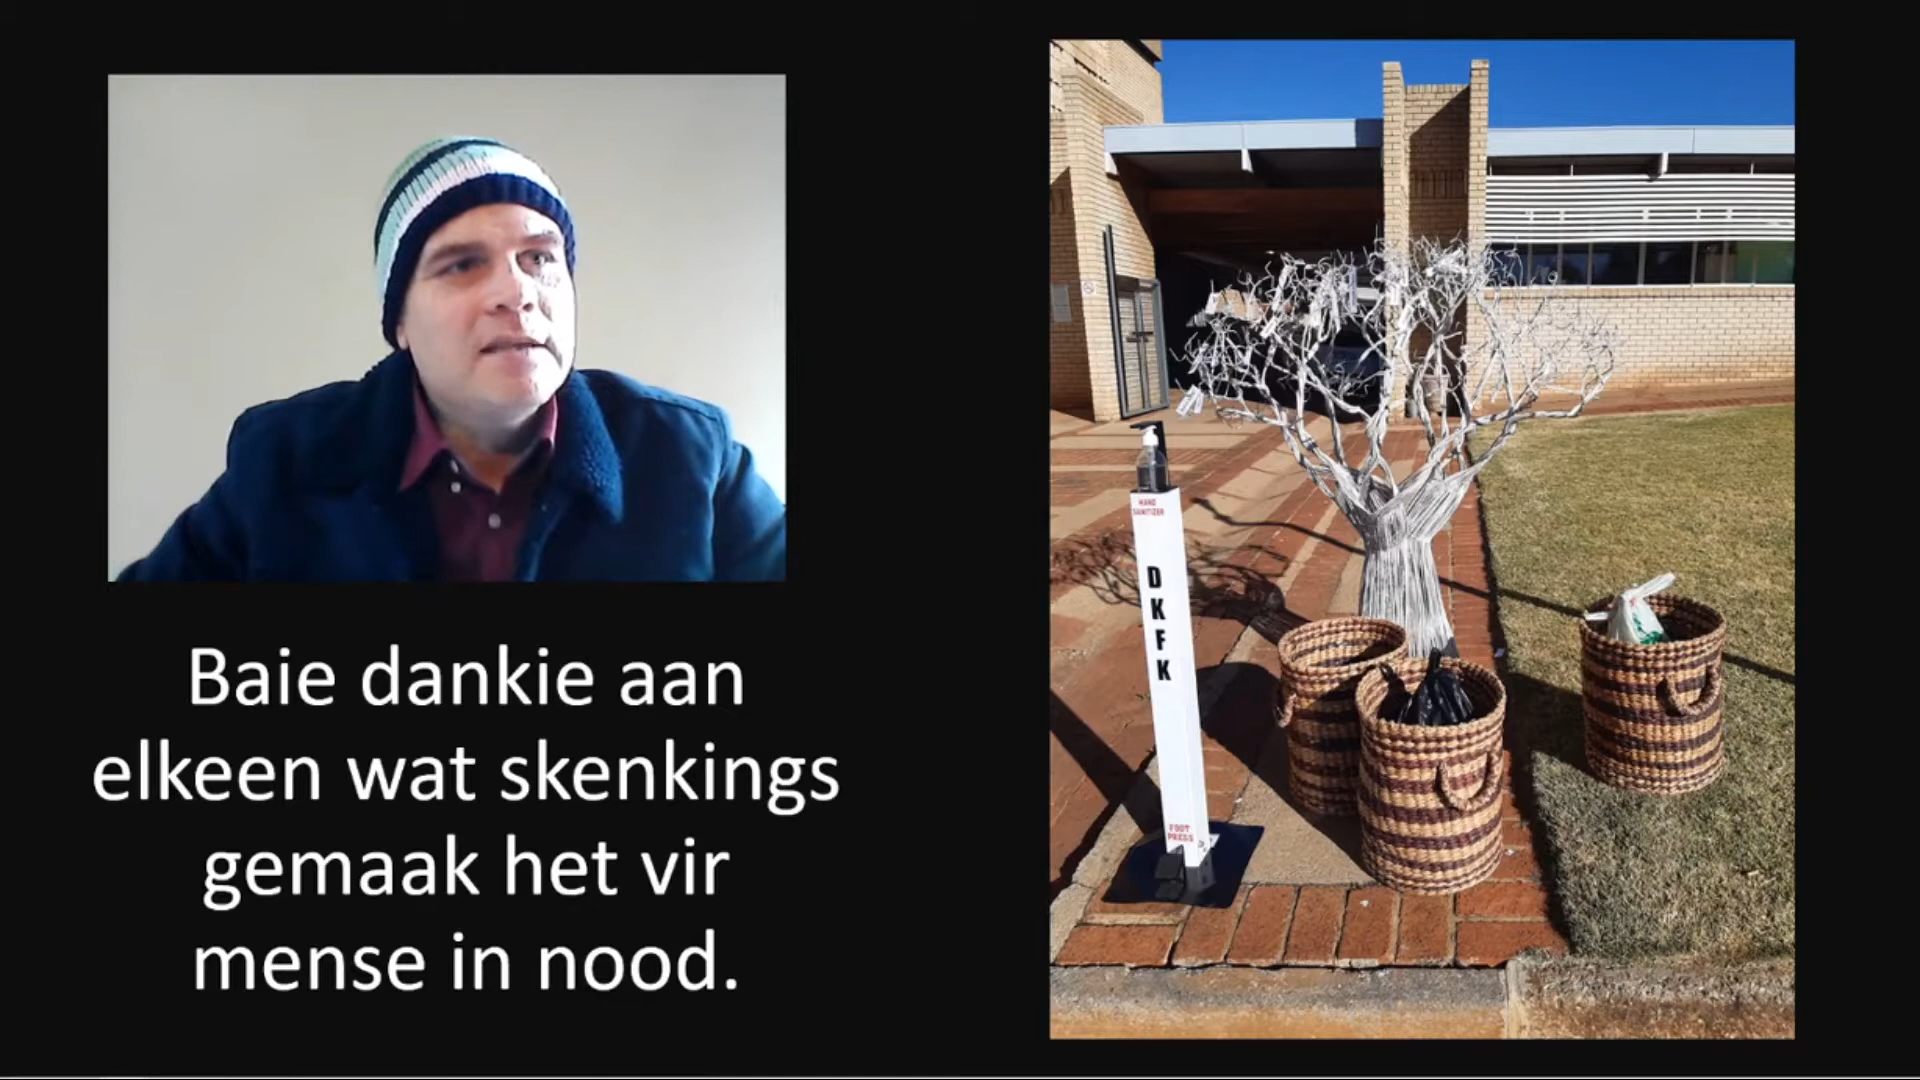 Baie dankie aan
elkeen wat skenkings
gemaak het vir
mense in nood.
HAND
SANITIZER
D
K
F
K
FOOT
PRESS